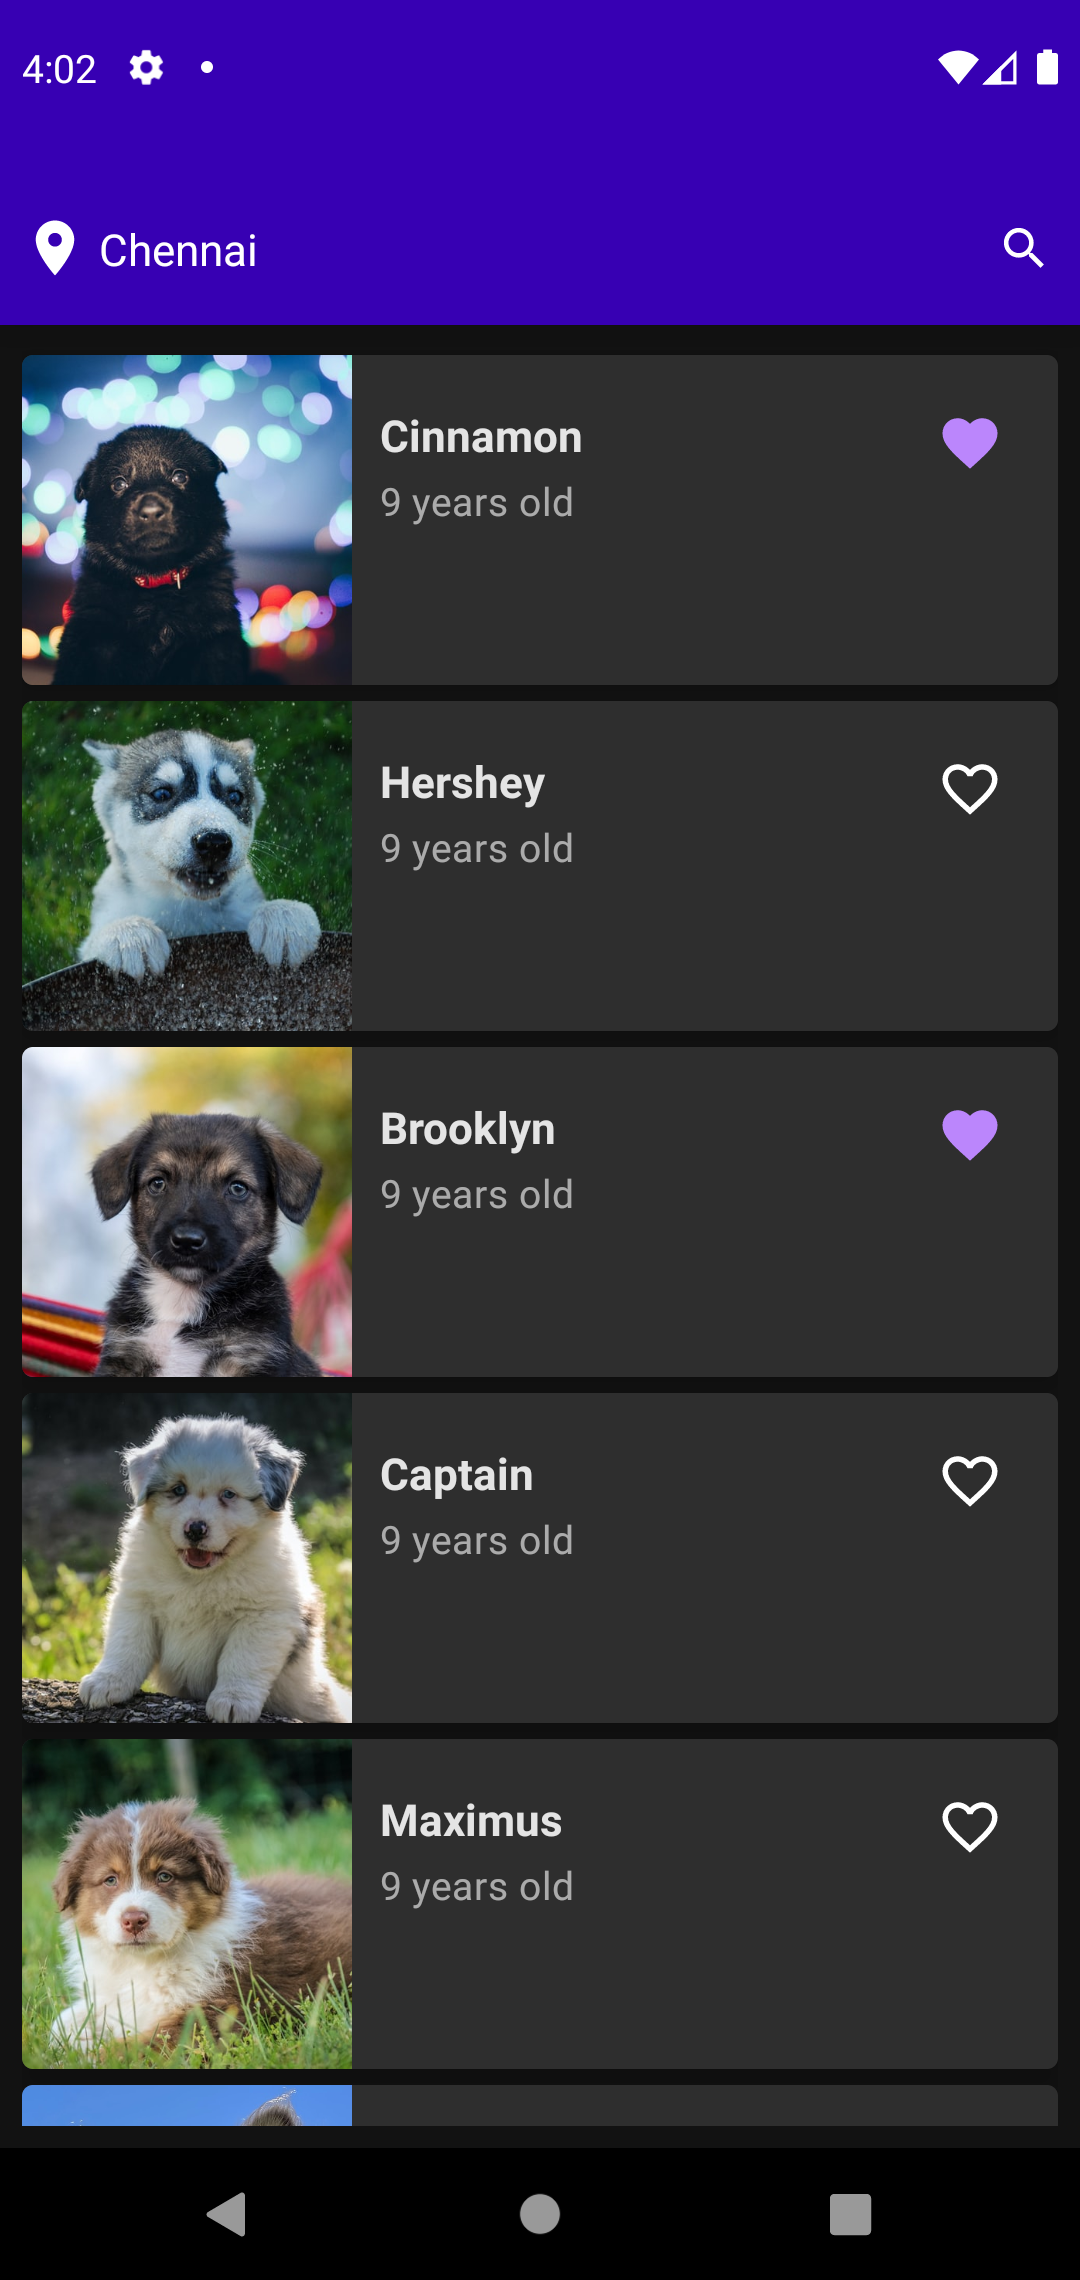 4:02
Chennai
Cinnamon
9 years old
Hershey
9 years old
Brooklyn
9 years old
Captain
9 years old
Maximus
9 years old